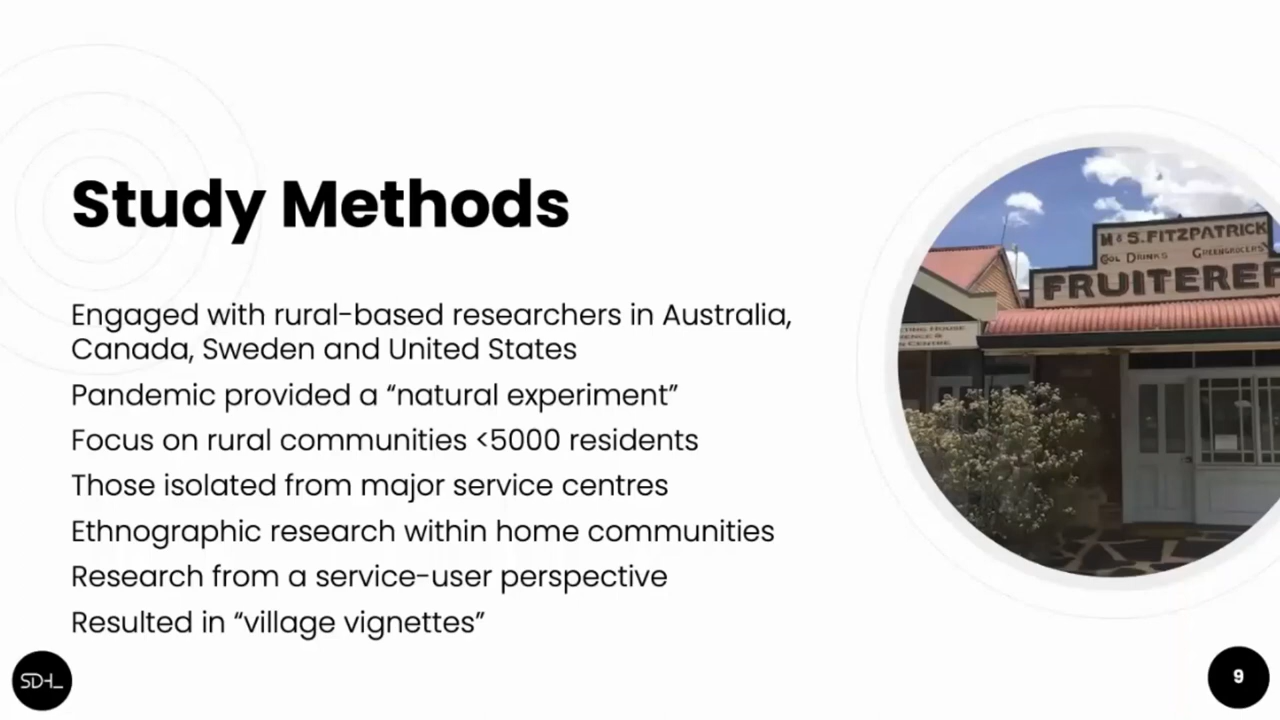 Study Methods
Engaged with rural-based researchers in Australia,
Canada, Sweden and United States
Pandemic provided a “natural experiment”
Focus on rural communities <5000 residents
Those isolated from major service centres
Ethnographic research within home communities
Research from a service-user perspective
Resulted in “village vignettes”
S. FITZPATRICK
COOL DRINKS GREENGROCERS
CENTRE
9